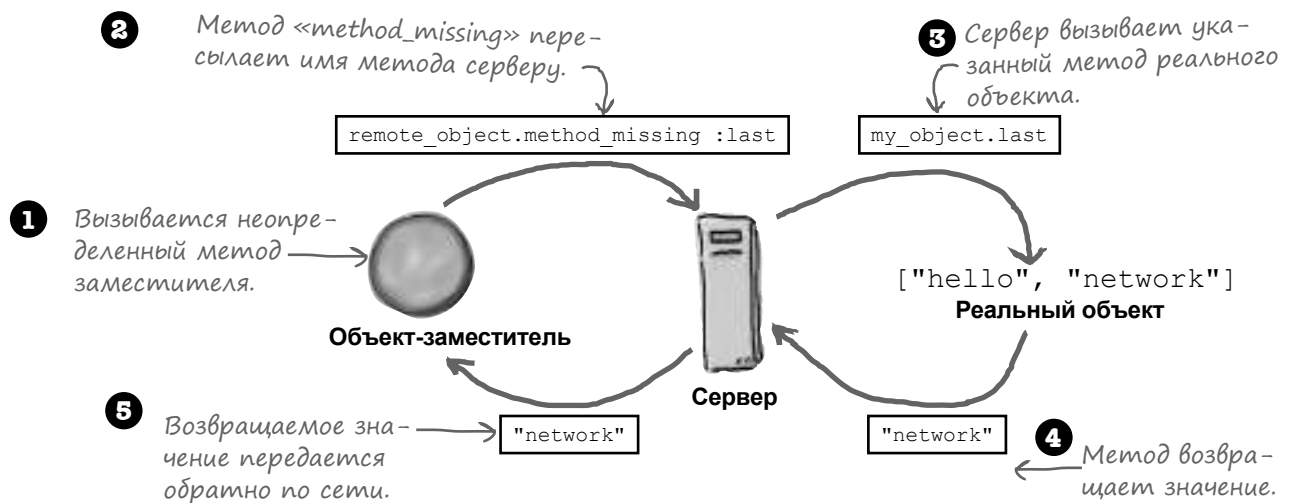 2
Метод «method_missing» пере-
сылает имя метода серверу.
3
Сервер вызывает ука-
занный метод реального
объекта.
remote_object.method_missing :last
my_object.last
1
Вызывается неопре-
деленный метод
заместителя.
["hello", "network"]
Реальный объект
Объект-заместитель
Сервер
5
Возвращаемое зна-
чение передается
обратно по сети.
"network"
"network"
4
Метод возвра-
щает значение.